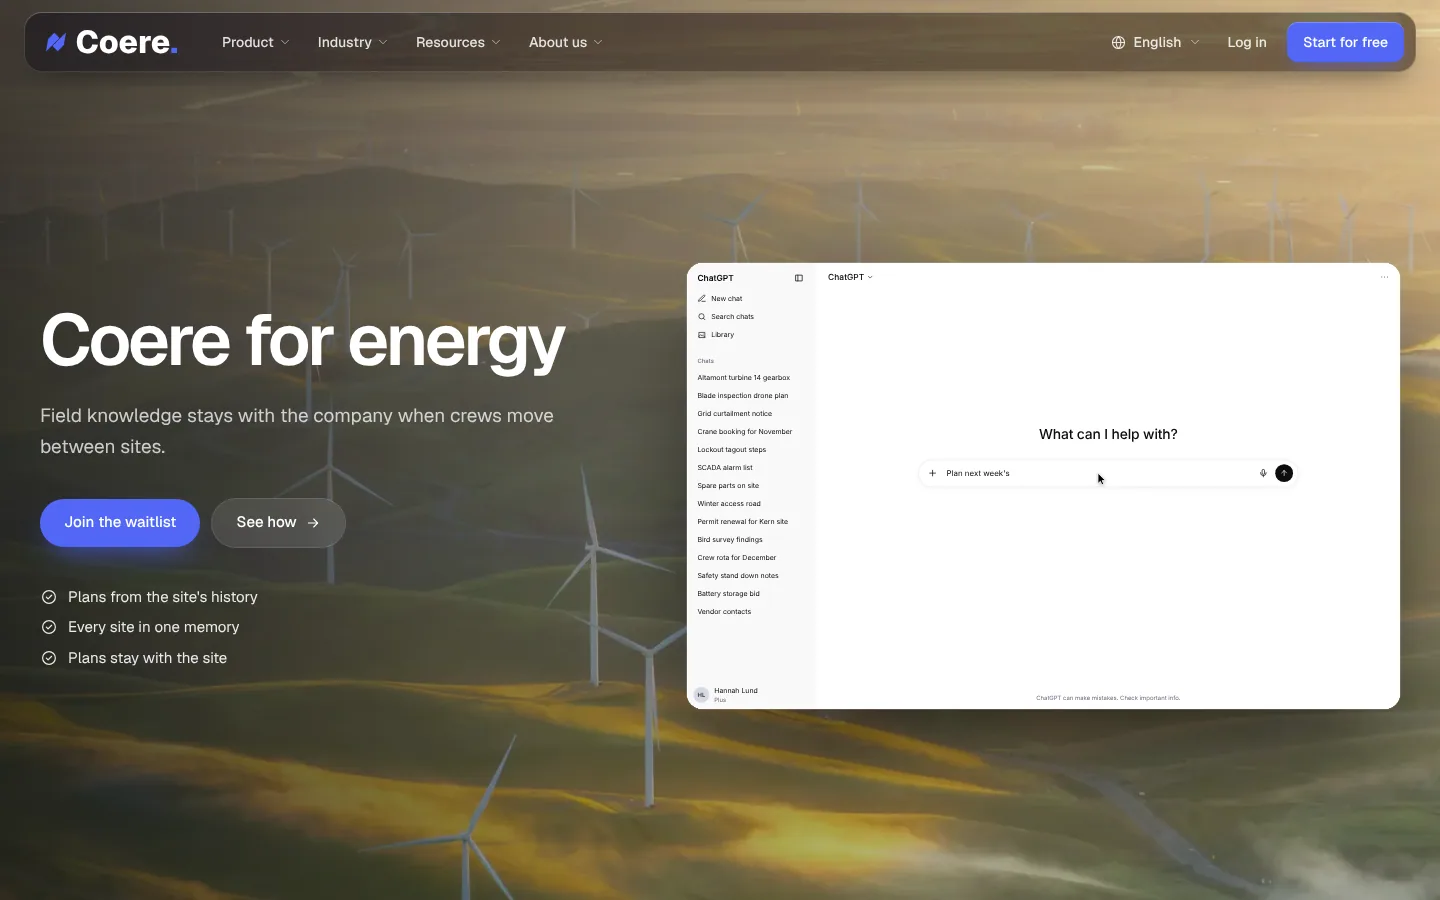 Coere.
Product
Industry
Resources
About us
English
Log in
Start for free
Coere for energy
Field knowledge stays with the company when crews move
between sites.
Join the waitlist
See how
Plans from the site's history
Every site in one memory
Plans stay with the site
ChatGPT
New chat
Search chats
Library
Chats
Altamont turbine 14 gearbox
Blade inspection drone plan
Grid curtailment notice
Crane booking for November
Lockout tagout steps
SCADA alarm list
Spare parts on site
Winter access road
Permit renewal for Kern site
Bird survey findings
Crew rota for December
Safety stand down notes
Battery storage bid
Vendor contacts
HL
Hannah Lund
Plus
ChatGPT
What can I help with?
Plan next week's
ChatGPT can make mistakes. Check important info.